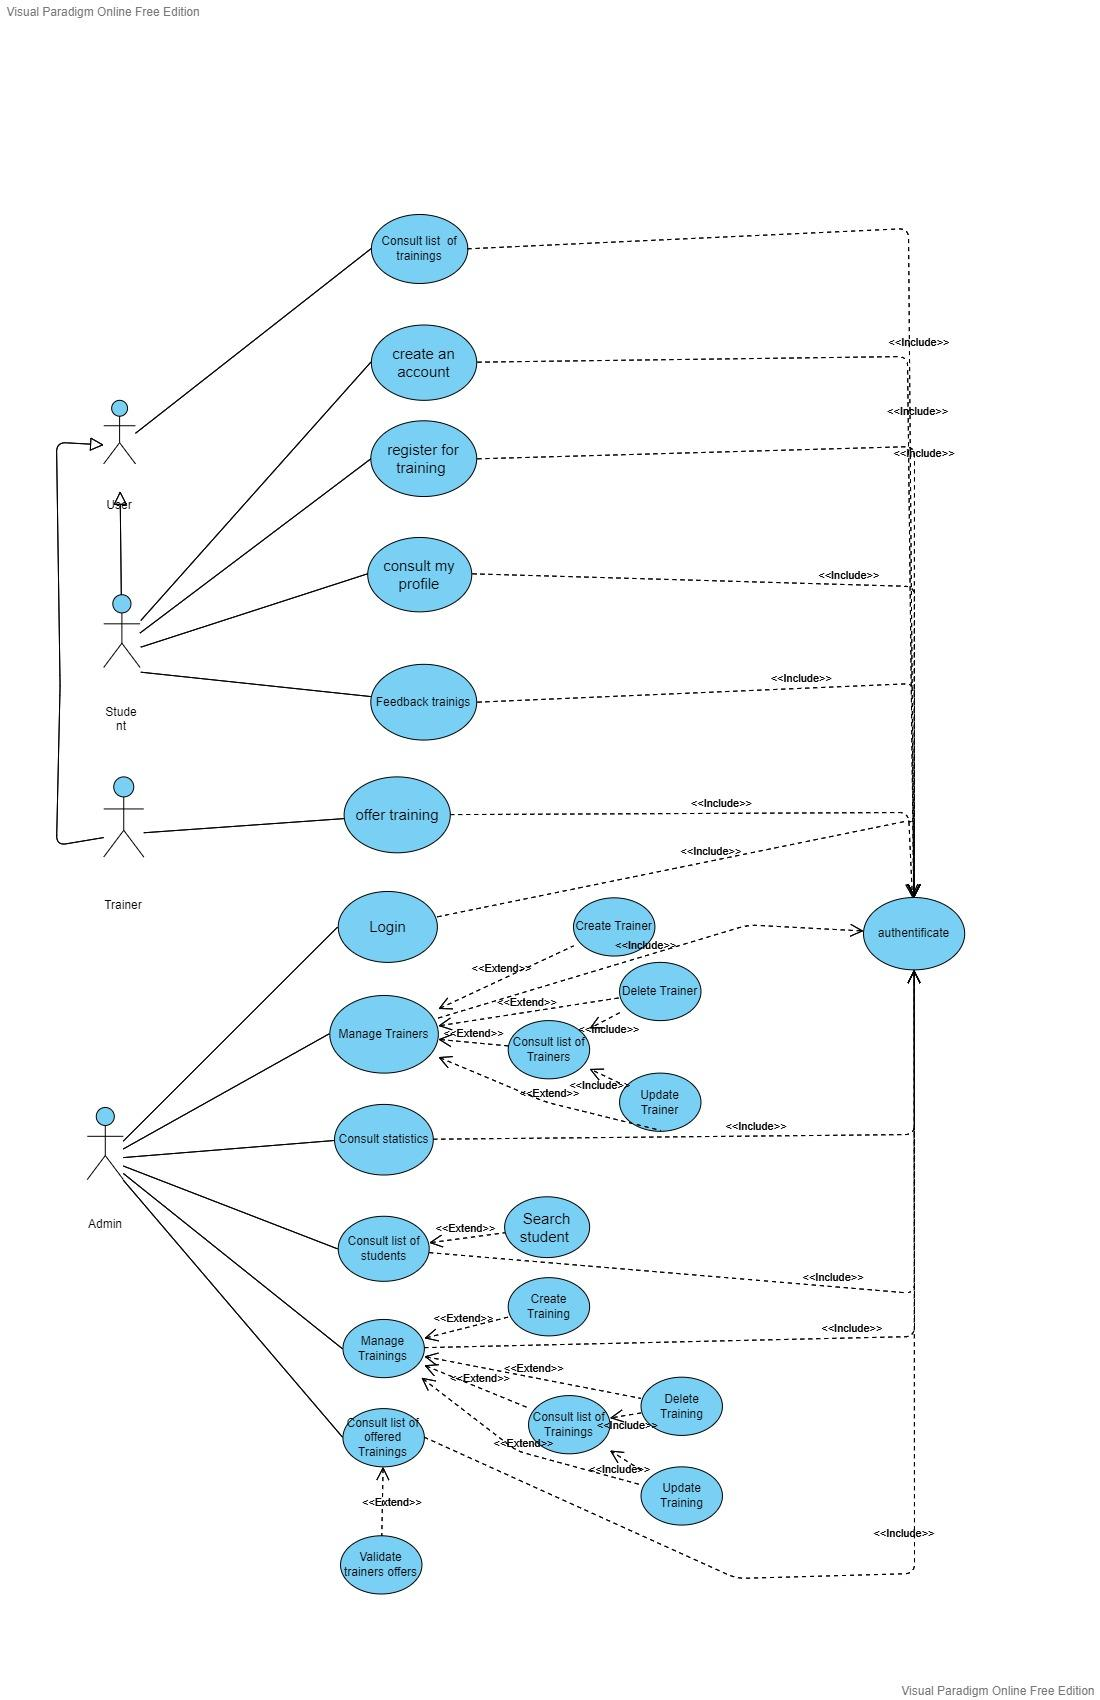 Visual Paradigm Online Free Edition
Consult list of
trainings
<<Include>>
create an
account
<<Include>>
register for
training
<<Include>>
User
consult my
profile
<<Include>>
Feedback trainigs
<<Include>>
Stude
nt
offer training
<<Include>>
<<Include>>
Trainer
Login
Create Trainer
authentificate
<<Include>>
<<Extend>>
Delete Trainer
<<Extend>>
Manage Trainers
<<Extend>>
<<Include>>
Consult list of
Trainers
<<Include>>
<<Extend>>
Update
Trainer
Consult statistics
<<Include>>
Admin
Search
student
<<Extend>>
Consult list of
students
<<Include>>
Create
Training
<<Extend>>
<<Include>>
Manage
Trainings
<<Extend>>
<<Extend>>
Delete
Training
Consult list of
Trainings
<<Include>>
Consult list of
offered
Trainings
<<Extend>>
<<Include>>
Update
Training
<<Extend>>
<<Include>>
Validate
trainers offers
Visual Paradigm Online Free Edition